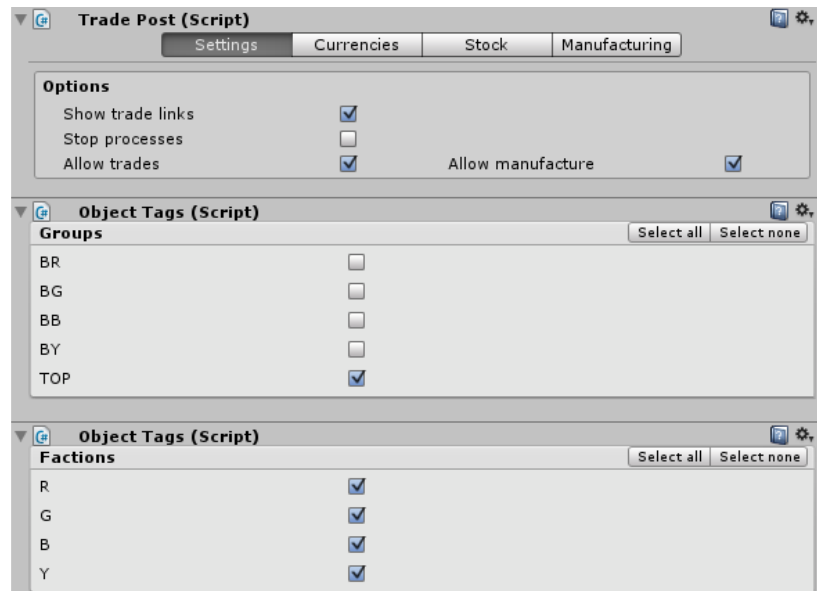 Trade Post (Script)
Settings Currencies Stock Manufacturing
Options
Show trade links
Stop processes
Allow trades Allow manufacture
Object Tags (Script)
Groups Select all Select none
BR
BG
BB
BY
TOP
Object Tags (Script)
Factions Select all Select none
R
G
B
Y